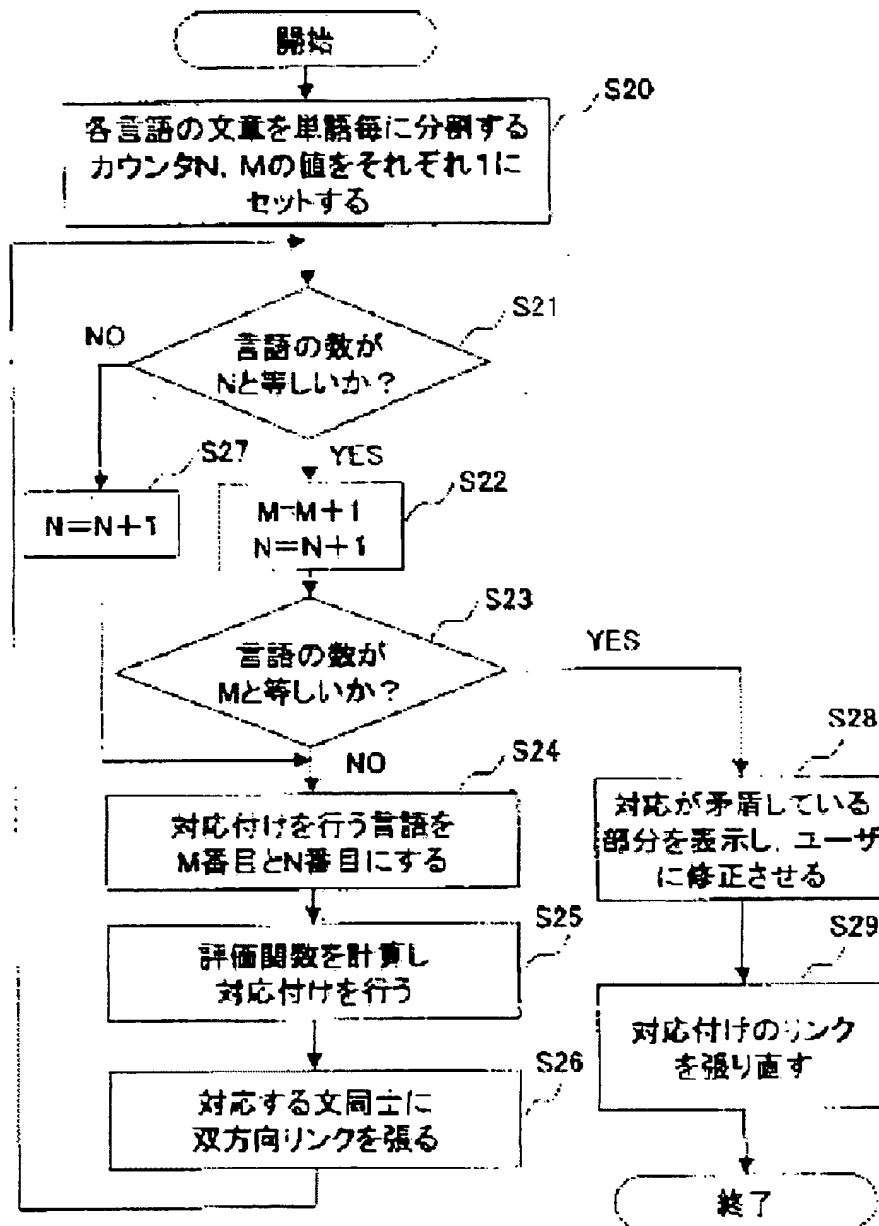 開始
S20
各言語の文章を単語毎に分割する
カウンタN, Mの値をそれぞれ1に
セットする
S21
言語の数が
Nと等しいか?
NO
YES
S27
N=N+1
S22
M=M+1
N=N+1
S23
言語の数が
Mと等しいか?
YES
NO
S24
対応付けを行う言語を
M番目とN番目にする
S25
評価関数を計算し
対応付けを行う
S26
対応する文同士に
双方向リンクを張る
S28
対応が矛盾している
部分を表示し, ユーザ
に修正させる
S29
対応付けのリンク
を張り直す
終了